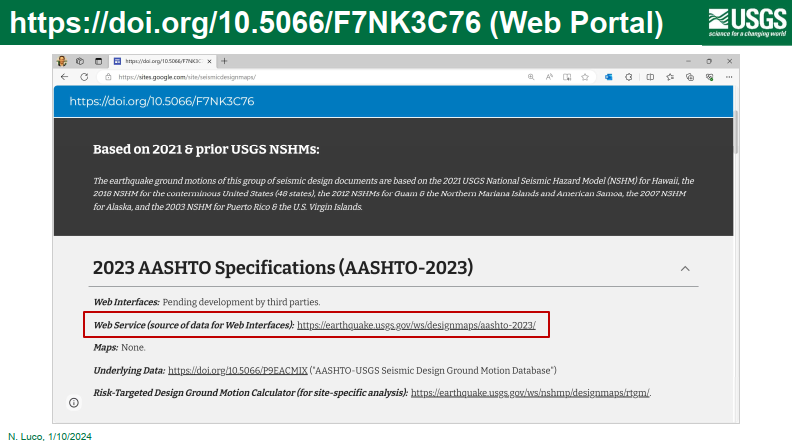 https://doi.org/10.5066/F7NK3C76 (Web Portal)
USGS
science for a changing world
https://doi.org/10.5066/F7NK3C
https://sites.google.com/site/seismicdesignmaps/
https://doi.org/10.5066/F7NK3C76
Based on 2021 & prior USGS NSHMs:
The earthquake ground motions of this group of seismic design documents are based on the 2021 USGS National Seismic Hazard Model (NSHM) for Hawaii, the
2018 NSHM for the conterminous United States (48 states), the 2012 NSHMs for Guam & the Northern Mariana Islands and American Samoa, the 2007 NSHM
for Alaska, and the 2003 NSHM for Puerto Rico & the U.S. Virgin Islands.
2023 AASHTO Specifications (AASHTO-2023)
Web Interfaces: Pending development by third parties.
Web Service (source of data for Web Interfaces): https://earthquake.usgs.gov/ws/designmaps/aashto-2023/
Maps: None.
Underlying Data: https://doi.org/10.5066/P9EACMIX ("AASHTO-USGS Seismic Design Ground Motion Database")
Risk-Targeted Design Ground Motion Calculator (for site-specific analysis): https://earthquake.usgs.gov/ws/nshmp/designmaps/rtgm/.
N. Luco, 1/10/2024